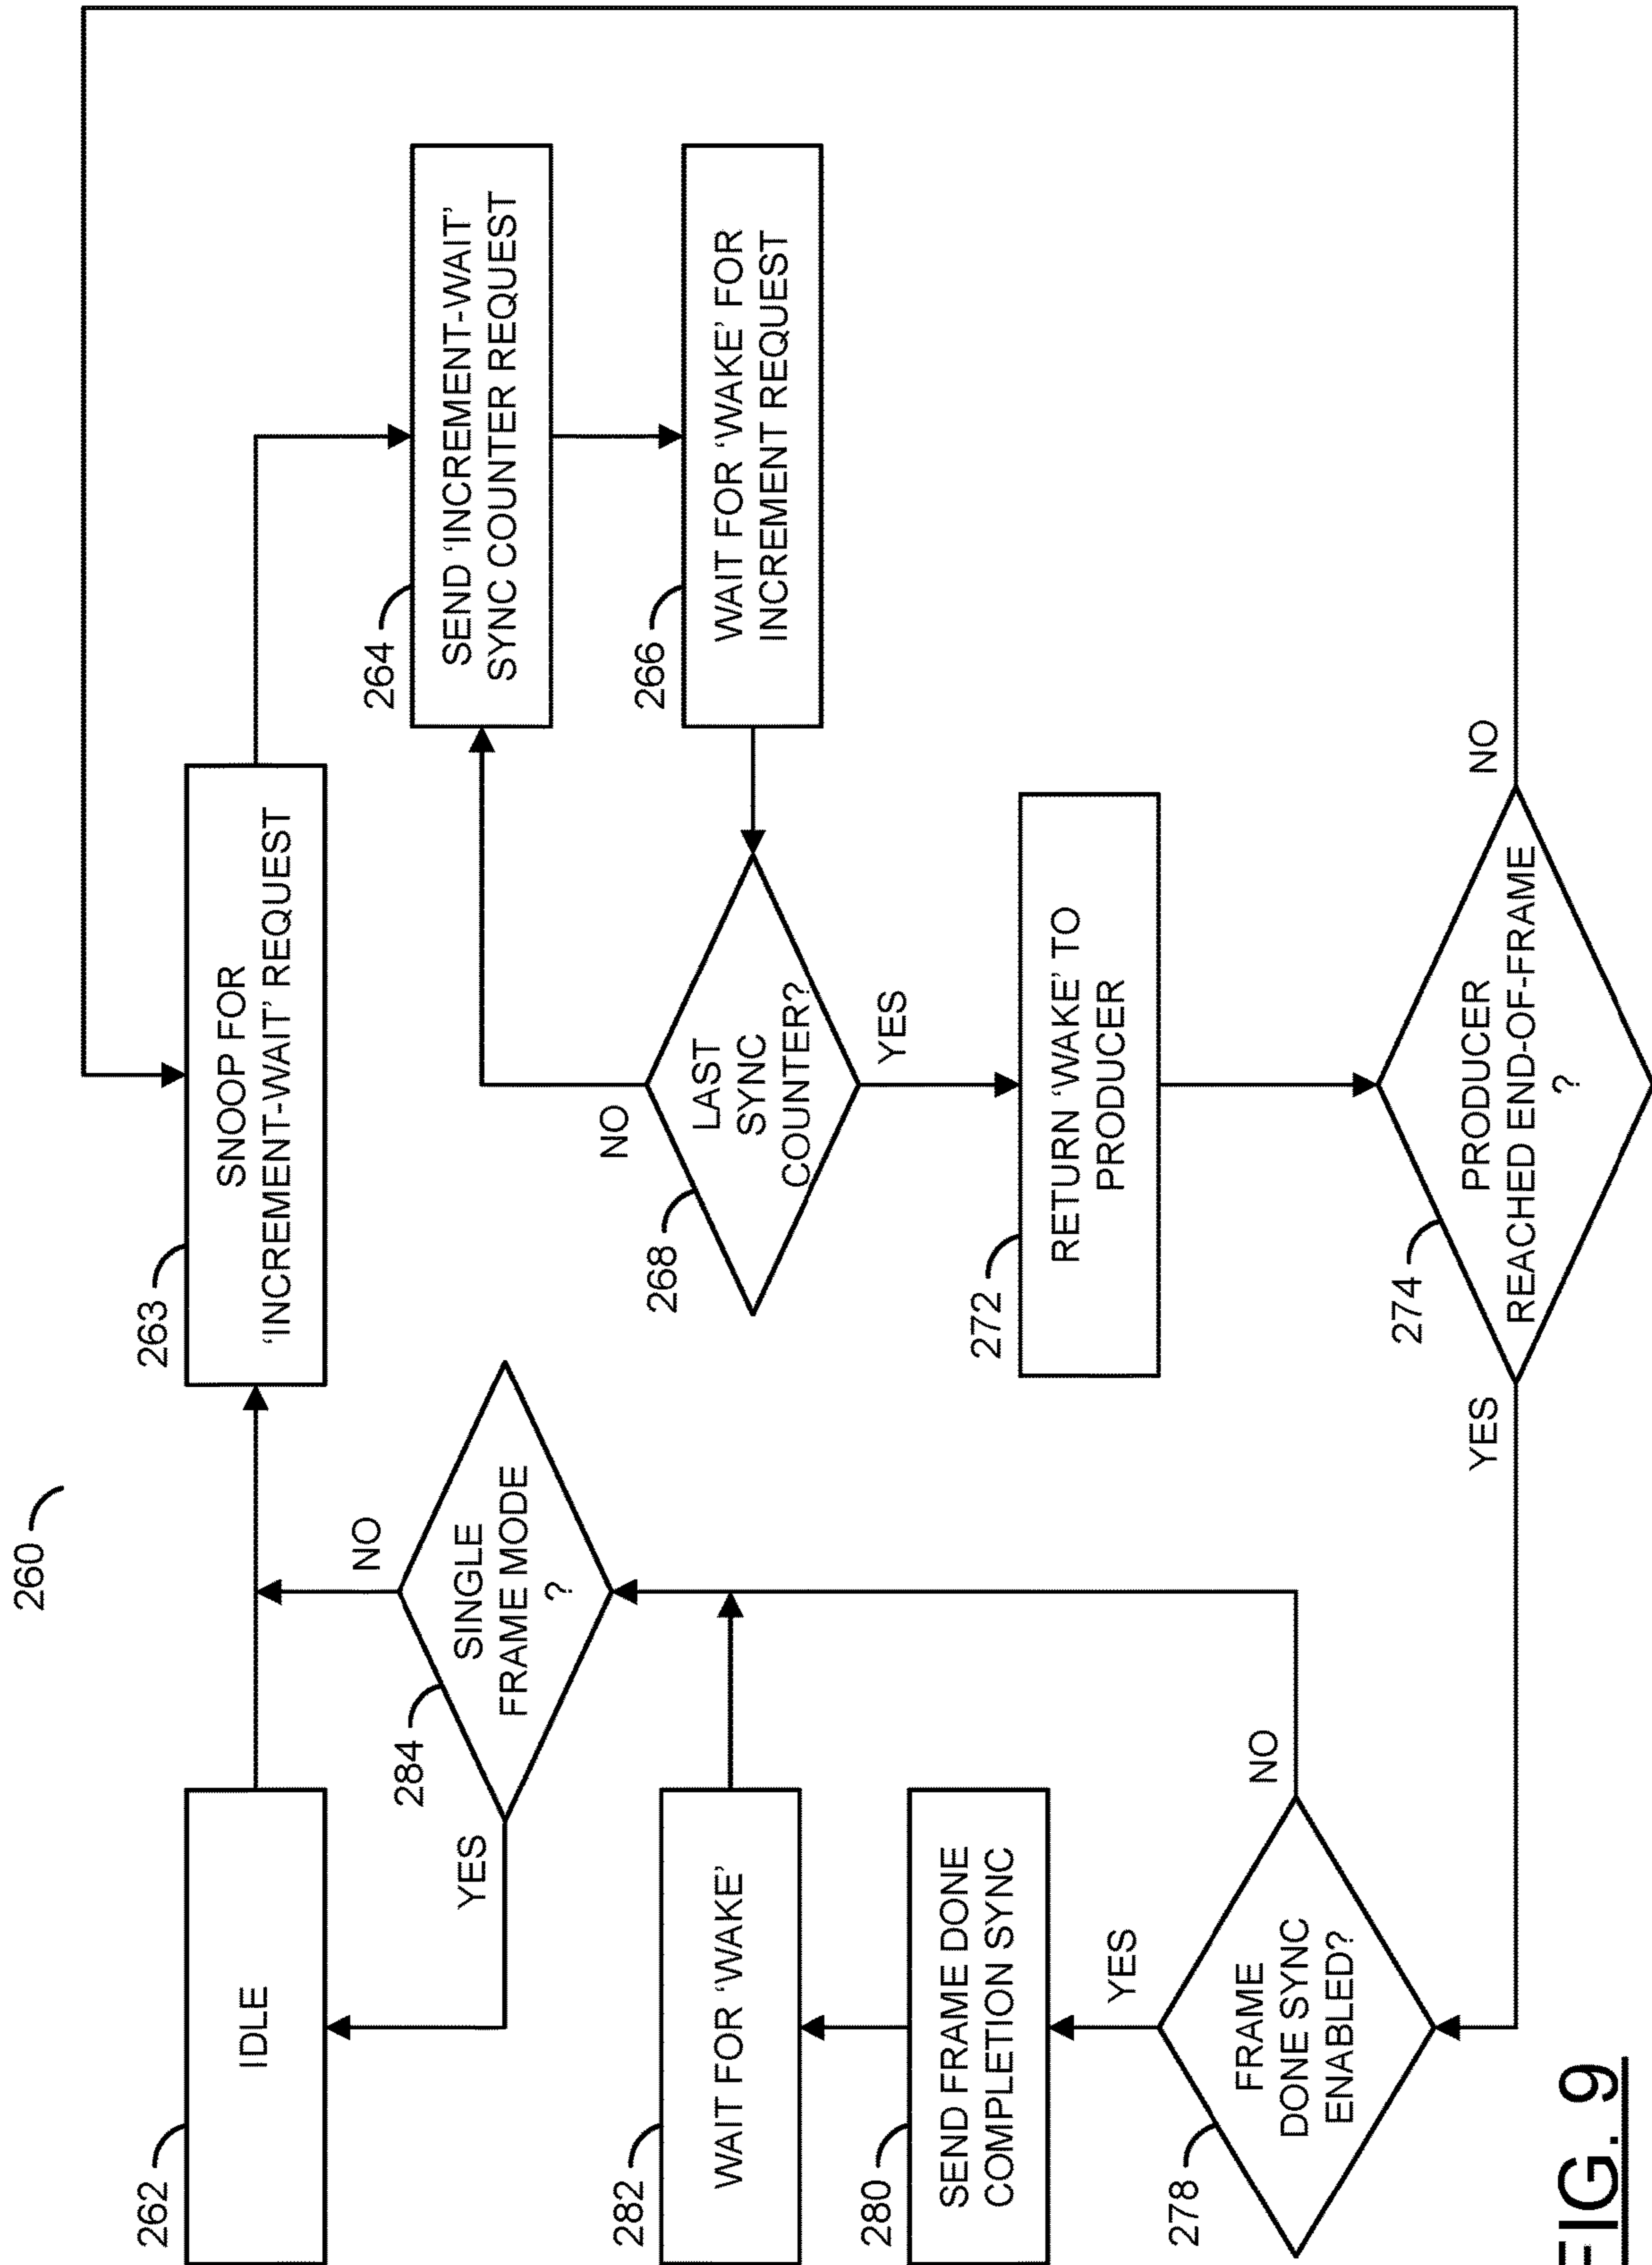 260
262
IDLE
263
SNOOP FOR
'INCREMENT-WAIT' REQUEST
NO
284
SINGLE
FRAME MODE
?
YES
264
SEND 'INCREMENT-WAIT'
SYNC COUNTER REQUEST
266
WAIT FOR 'WAKE' FOR
INCREMENT REQUEST
NO
268
LAST
SYNC
COUNTER?
YES
282
WAIT FOR 'WAKE'
280
SEND FRAME DONE
COMPLETION SYNC
YES
NO
278
FRAME
DONE SYNC
ENABLED?
272
RETURN 'WAKE' TO
PRODUCER
274
PRODUCER
REACHED END-OF-FRAME
?
YES
NO
FIG. 9